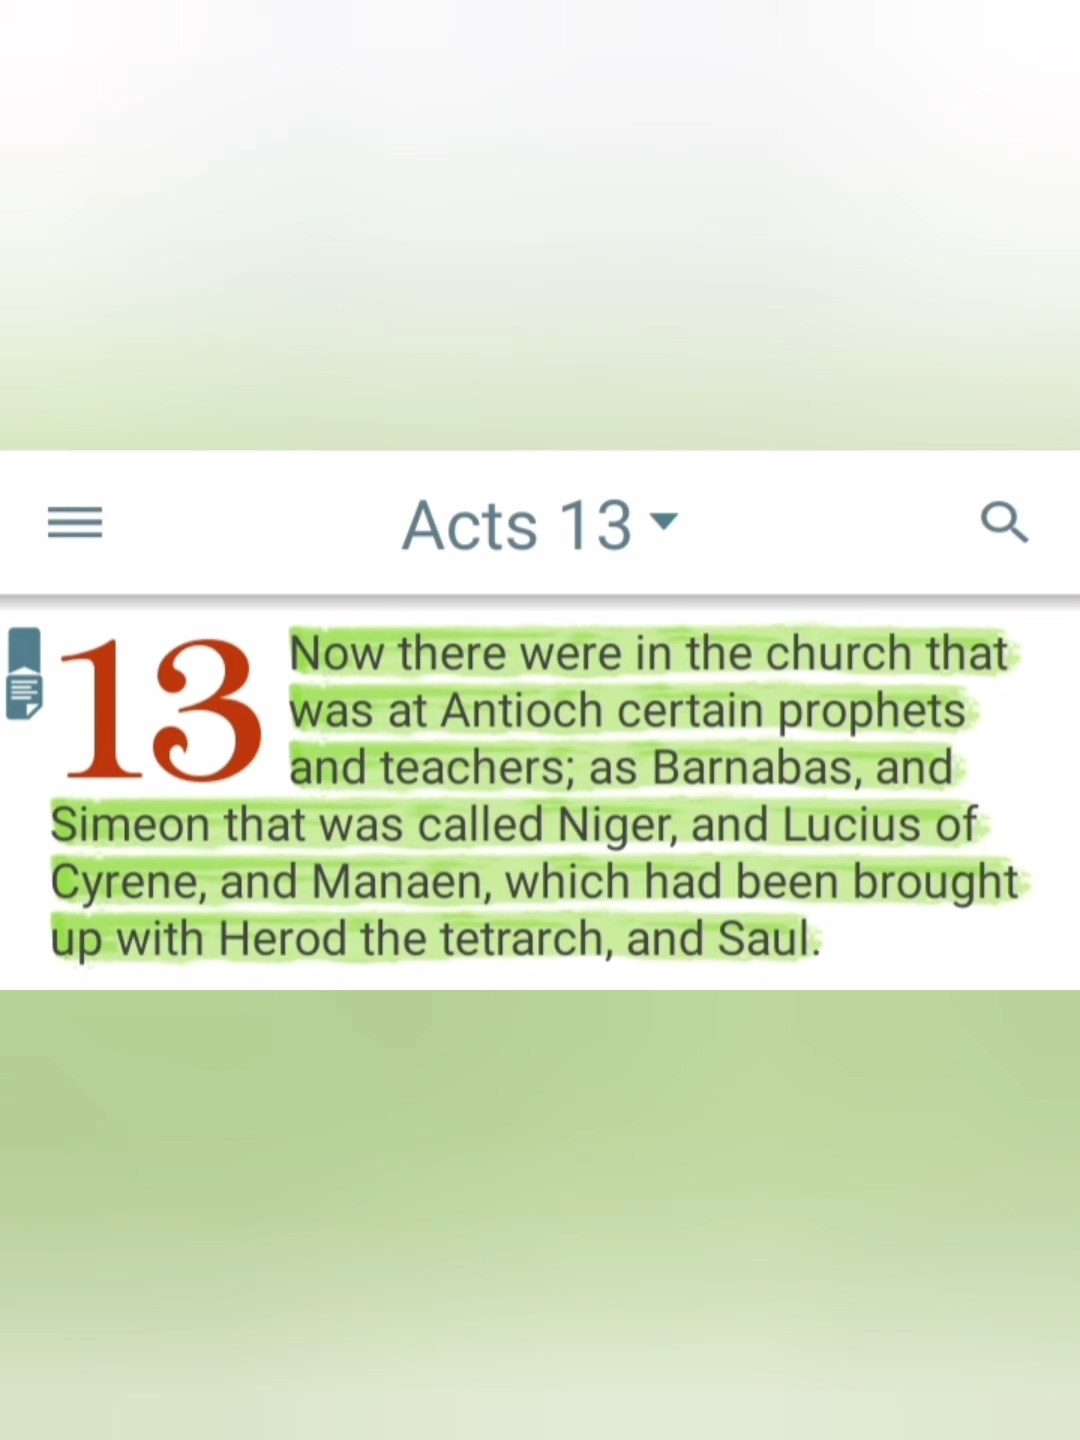 Acts 13
13 Now there were in the church that
was at Antioch certain prophets
and teachers; as Barnabas, and
Simeon that was called Niger, and Lucius of
Cyrene, and Manaen, which had been brought
up with Herod the tetrarch, and Saul.